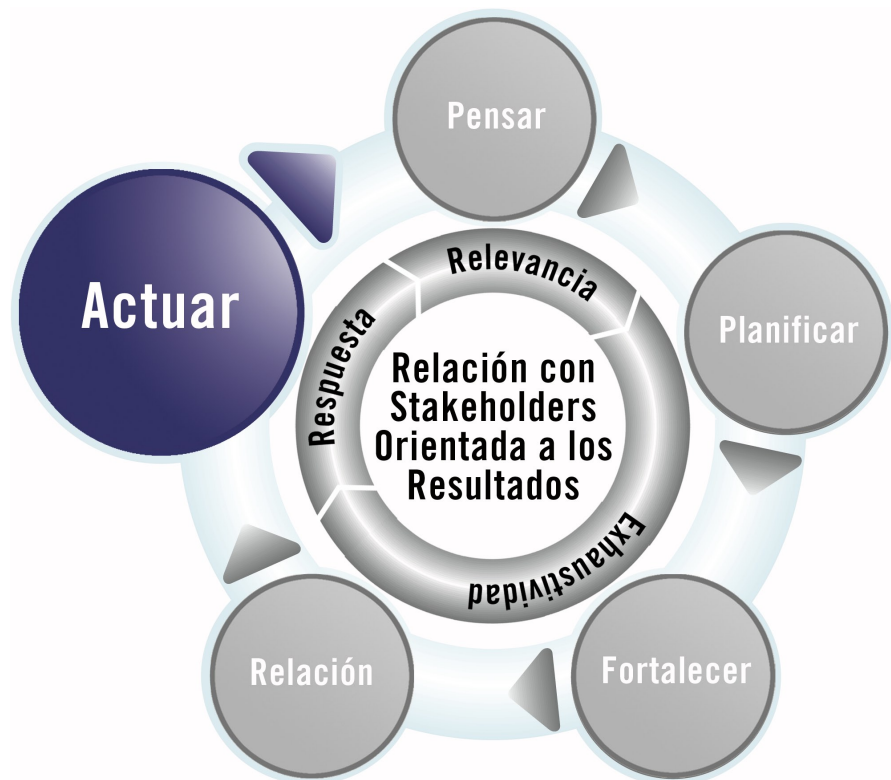 Pensar
Actuar
Planificar
Relevancia
Respuesta
Relación con
Stakeholders
Orientada a los
Resultados
Exhaustividad
Relación
Fortalecer